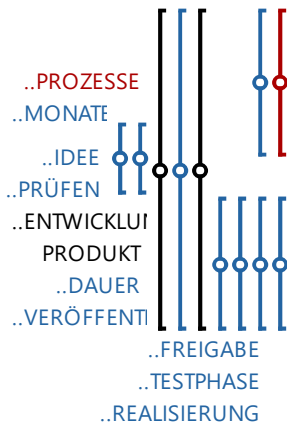 ..PROZESSE
..MONATE
..IDEE
..PRÜFEN
..ENTWICKLUN
PRODUKT
..DAUER
..VERÖFFENTL
..FREIGABE
..TESTPHASE
..REALISIERUNG